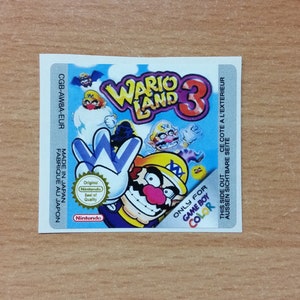 WARIO
LAND 3
CGB-AWBA-EUR
MADE IN JAPAN
FABRIQUÉ AU JAPON
CE COTE A L'EXTERIEUR
THIS SIDE OUT
AUSSEN SICHTBARE SEITE
Original
Nintendo
Seal of
Quality
Nintendo
ONLY FOR
GAME BOY
COLOR